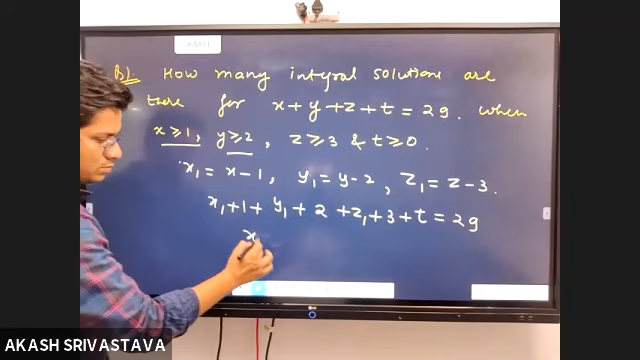 B). How many integral solutions are
there for x + y + z + t = 29. when
x ≥ 1, y ≥ 2, z ≥ 3 & t ≥ 0.
x₁ = x - 1, y₁ = y - 2, z₁ = z - 3.
x₁ + 1 + y₁ + 2 + z₁ + 3 + t = 29
x
LG
AKASH SRIVASTAVA